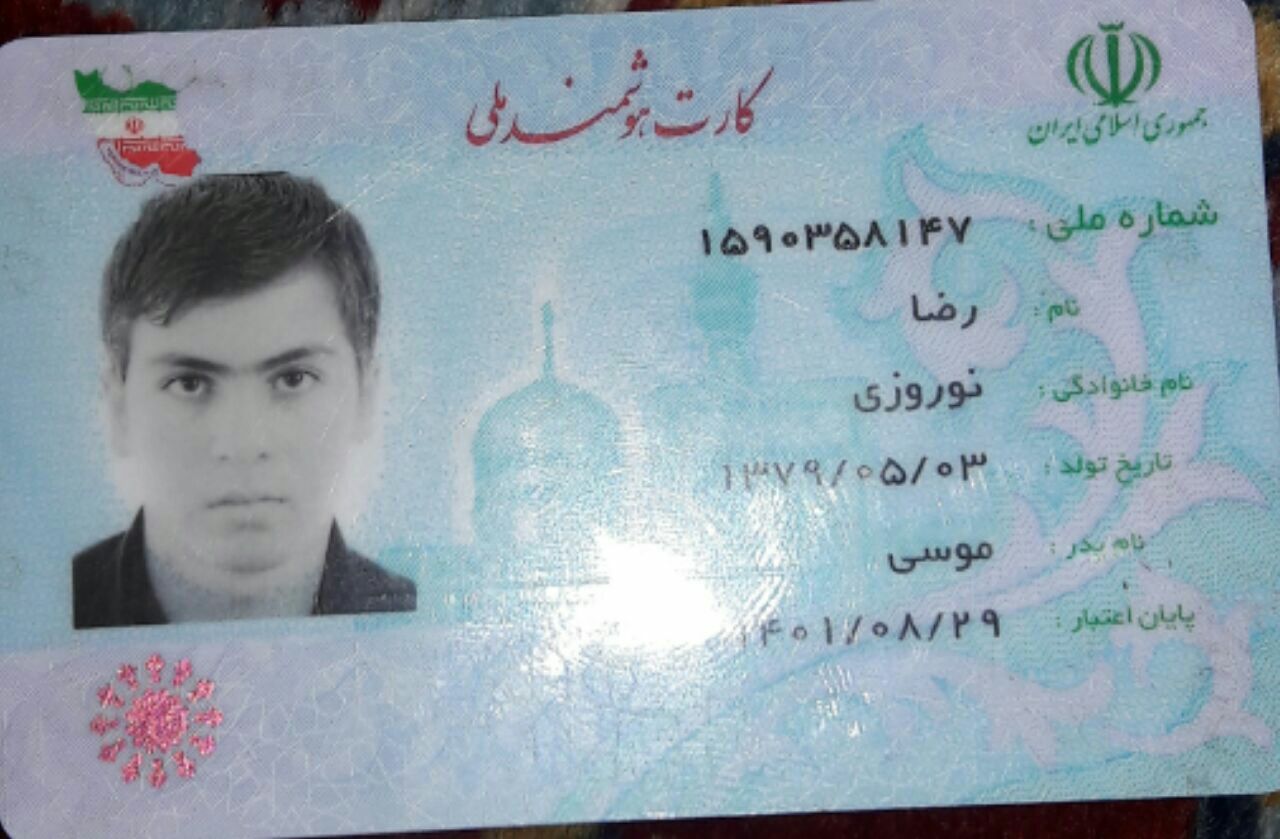 جمهوری اسلامی ایران
کارت هوشمند ملی
شماره ملی: ۱۵۹۰۳۵۸۱۴۷
نام: رضا
نام خانوادگی: نوروزی
تاریخ تولد: ۱۳۷۹/۰۵/۰۳
نام پدر: موسی
پایان اعتبار: ۱۴۰۱/۰۸/۲۹